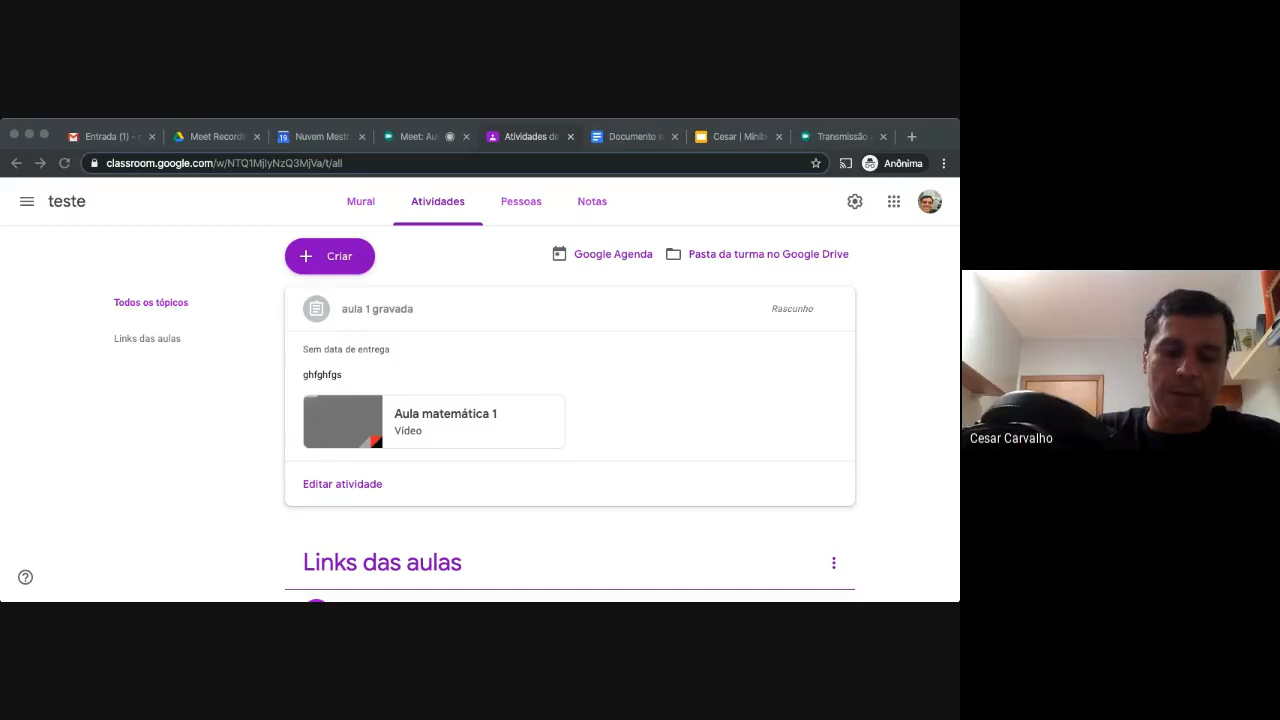 Entrada (1) - c
Meet Recordi
Nuvem Mestr
Meet: Au
Atividades de
Documento s
Cesar | Minib
Transmissão
classroom.google.com/w/NTQ1MjIyNzQ3MjVa/t/all
Anônima
teste
Mural
Atividades
Pessoas
Notas
Criar
Google Agenda
Pasta da turma no Google Drive
Todos os tópicos
Links das aulas
aula 1 gravada
Rascunho
Sem data de entrega
ghfghfgs
Aula matemática 1
Vídeo
Editar atividade
Links das aulas
Cesar Carvalho